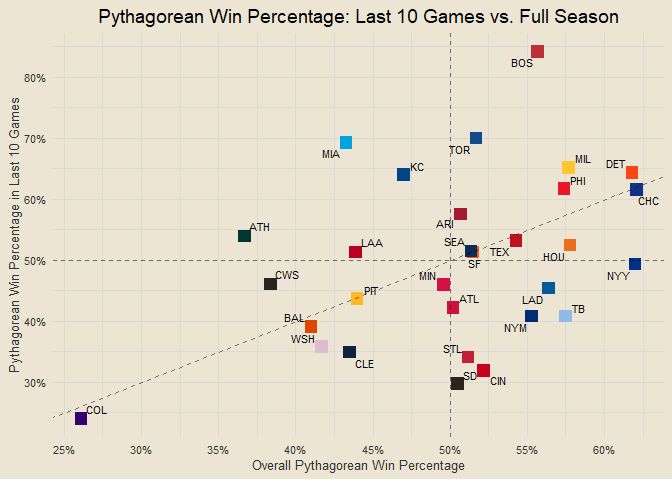 Pythagorean Win Percentage: Last 10 Games vs. Full Season
Pythagorean Win Percentage in Last 10 Games
80%
70%
60%
50%
40%
30%
BOS
TOR
MIA
KC
MIL
DET
PHI
CHC
ARI
ATH
LAA
SEA
SF
TEX
HOU
NYY
CWS
PIT
MIN
ATL
LAD
TB
NYM
BAL
WSH
CLE
STL
SD
CIN
COL
25%
30%
35%
40%
45%
50%
55%
60%
Overall Pythagorean Win Percentage